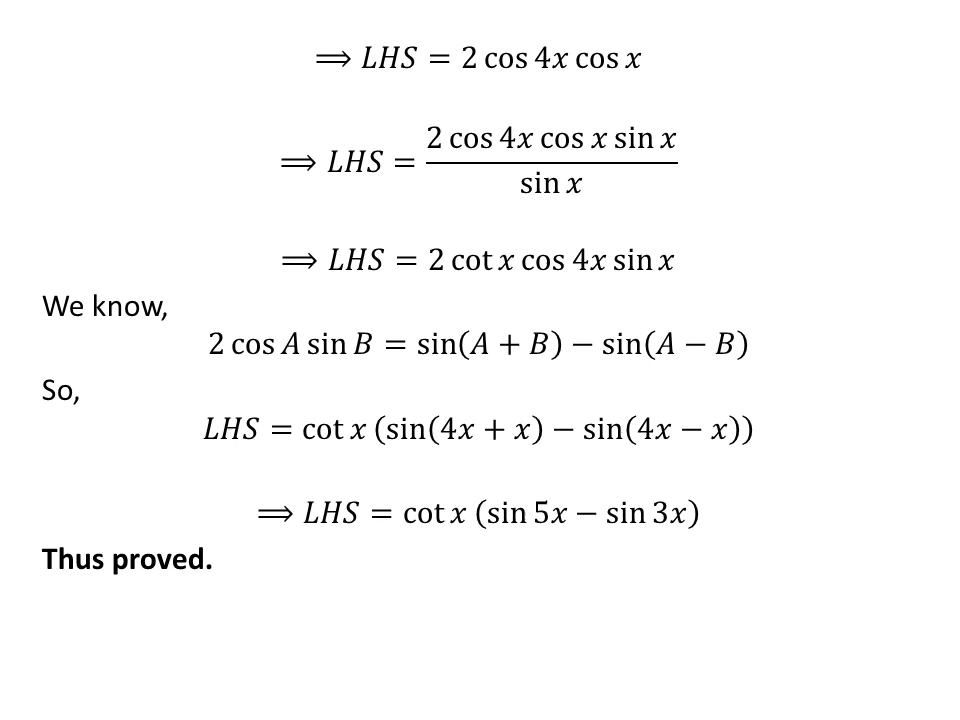 ⟹ LHS = 2 cos 4x cos x
⟹ LHS = \frac{2 cos 4x cos x sin x}{sin x}
⟹ LHS = 2 cot x cos 4x sin x
We know,
2 cos A sin B = sin(A + B) − sin(A − B)
So,
LHS = cot x (sin(4x + x) − sin(4x − x))
⟹ LHS = cot x (sin 5x − sin 3x)
Thus proved.